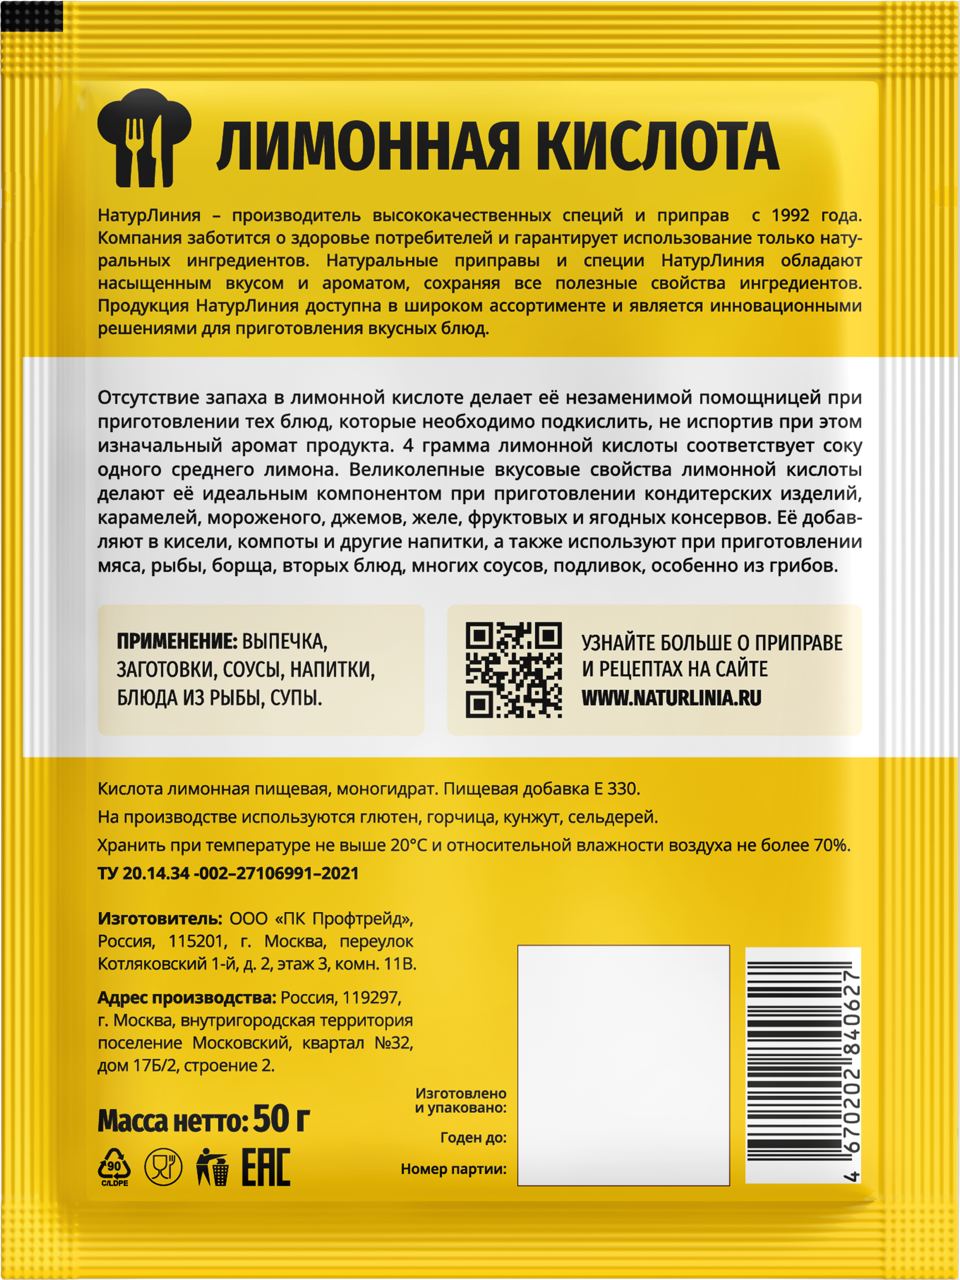 ЛИМОННАЯ КИСЛОТА
НатурЛиния – производитель высококачественных специй и приправ с 1992 года.
Компания заботится о здоровье потребителей и гарантирует использование только нату-
ральных ингредиентов. Натуральные приправы и специи НатурЛиния обладают
насыщенным вкусом и ароматом, сохраняя все полезные свойства ингредиентов.
Продукция НатурЛиния доступна в широком ассортименте и является инновационными
решениями для приготовления вкусных блюд.
Отсутствие запаха в лимонной кислоте делает её незаменимой помощницей при
приготовлении тех блюд, которые необходимо подкислить, не испортив при этом
изначальный аромат продукта. 4 грамма лимонной кислоты соответствует соку
одного среднего лимона. Великолепные вкусовые свойства лимонной кислоты
делают её идеальным компонентом при приготовлении кондитерских изделий,
карамелей, мороженого, джемов, желе, фруктовых и ягодных консервов. Её добав-
ляют в кисели, компоты и другие напитки, а также используют при приготовлении
мяса, рыбы, борща, вторых блюд, многих соусов, подливок, особенно из грибов.
ПРИМЕНЕНИЕ: ВЫПЕЧКА,
ЗАГОТОВКИ, СОУСЫ, НАПИТКИ,
БЛЮДА ИЗ РЫБЫ, СУПЫ.
УЗНАЙТЕ БОЛЬШЕ О ПРИПРАВЕ
И РЕЦЕПТАХ НА САЙТЕ
WWW.NATURLINIA.RU
Кислота лимонная пищевая, моногидрат. Пищевая добавка Е 330.
На производстве используются глютен, горчица, кунжут, сельдерей.
Хранить при температуре не выше 20°С и относительной влажности воздуха не более 70%.
ТУ 20.14.34 -002–27106991–2021
Изготовитель: ООО «ПК Профтрейд»,
Россия, 115201, г. Москва, переулок
Котляковский 1-й, д. 2, этаж 3, комн. 11В.
Адрес производства: Россия, 119297,
г. Москва, внутригородская территория
поселение Московский, квартал №32,
дом 17Б/2, строение 2.
Масса нетто: 50 г
90
C/LDPE
EAC
Изготовлено
и упаковано:
Годен до:
Номер партии:
4 670202 840627